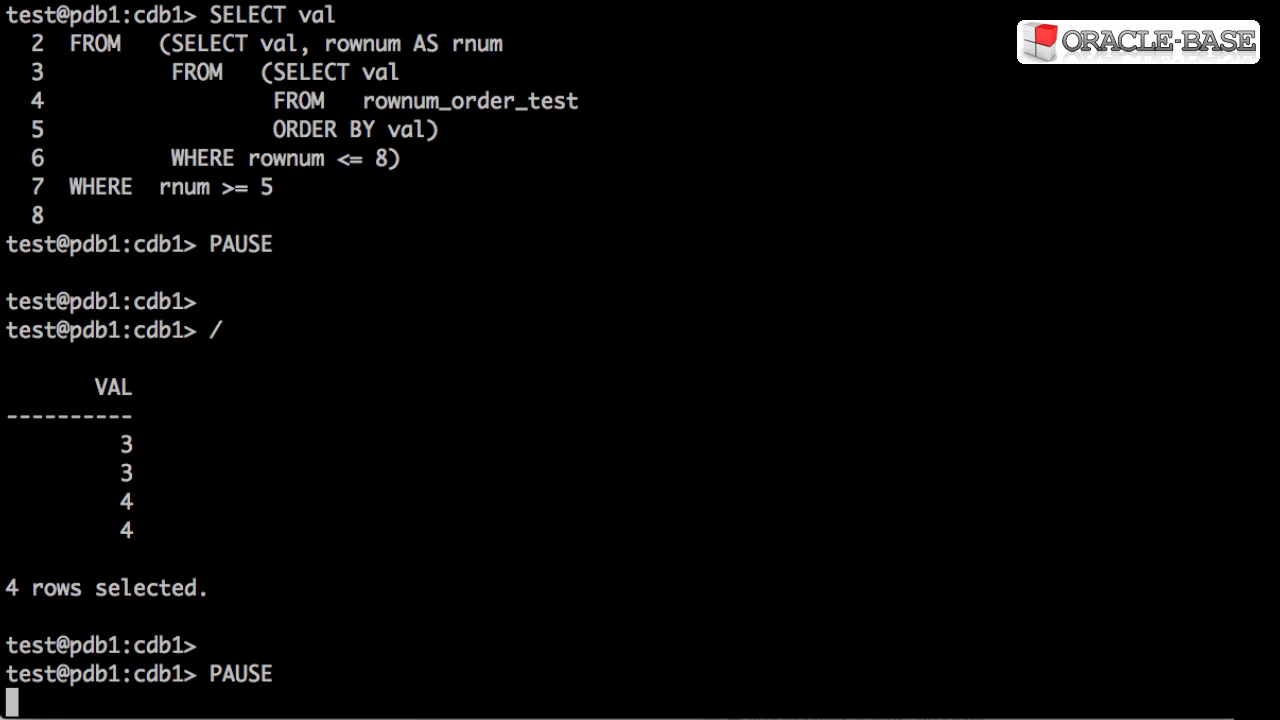 test@pdb1:cdb1> SELECT val
ORACLE-BASE
  2  FROM   (SELECT val, rownum AS rnum
  3          FROM   (SELECT val
  4                  FROM   rownum_order_test
  5                  ORDER BY val)
  6          WHERE rownum <= 8)
  7  WHERE  rnum >= 5
  8
test@pdb1:cdb1> PAUSE
test@pdb1:cdb1>
test@pdb1:cdb1> /
       VAL
----------
         3
         3
         4
         4
4 rows selected.
test@pdb1:cdb1>
test@pdb1:cdb1> PAUSE